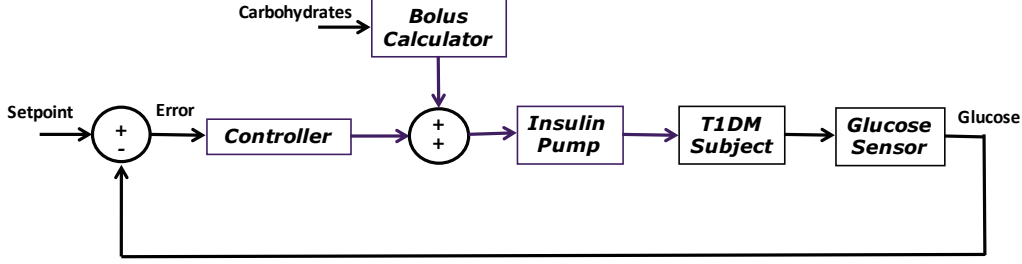 Carbohydrates
Bolus
Calculator
Setpoint
+
-
Error
Controller
+
+
Insulin
Pump
T1DM
Subject
Glucose
Sensor
Glucose